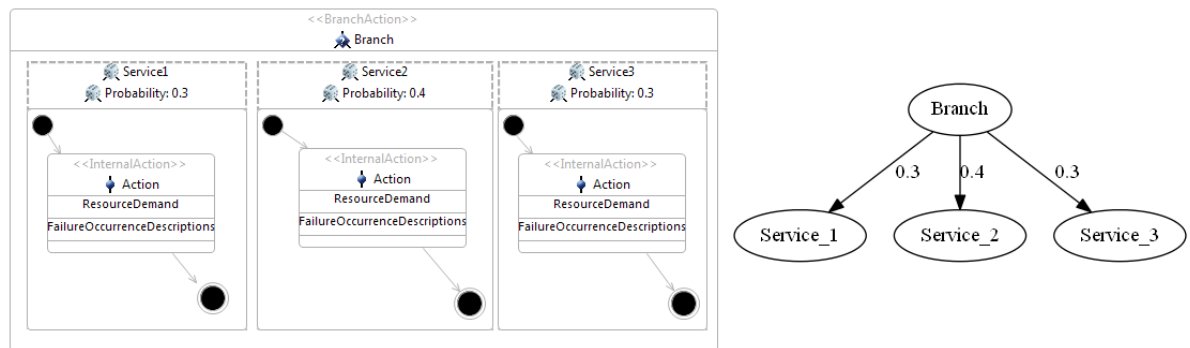 <<BranchAction>>
Branch
Service1
Probability: 0.3
<<InternalAction>>
Action
ResourceDemand
FailureOccurrenceDescriptions
Service2
Probability: 0.4
<<InternalAction>>
Action
ResourceDemand
FailureOccurrenceDescriptions
Service3
Probability: 0.3
<<InternalAction>>
Action
ResourceDemand
FailureOccurrenceDescriptions
Branch
0.3
0.4
0.3
Service_1
Service_2
Service_3